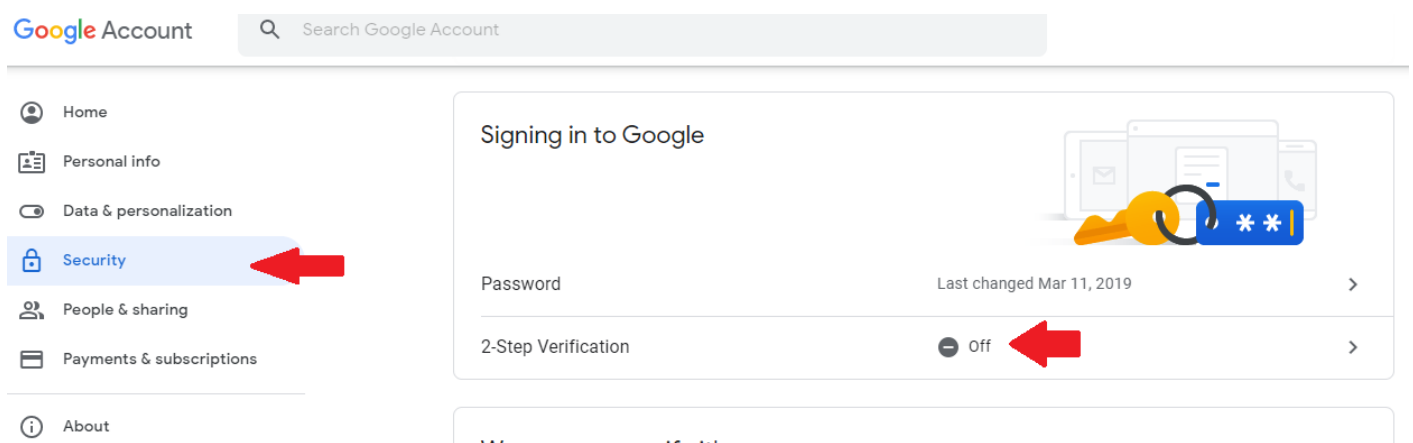 Google Account
Search Google Account
Home
Personal info
Data & personalization
Security
People & sharing
Payments & subscriptions
About
Signing in to Google
**
Password
Last changed Mar 11, 2019
2-Step Verification
Off